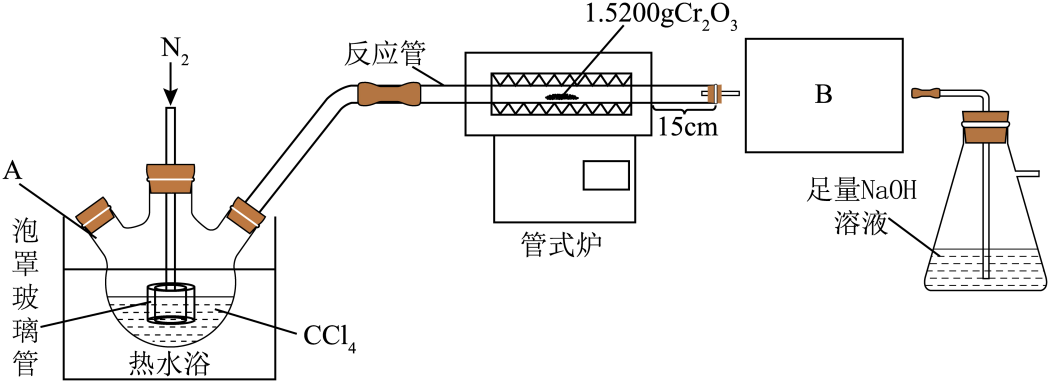 1.5200gCr₂O₃
N₂
反应管
B
15cm
A
足量NaOH
溶液
泡罩玻璃管
管式炉
CCl₄
热水浴